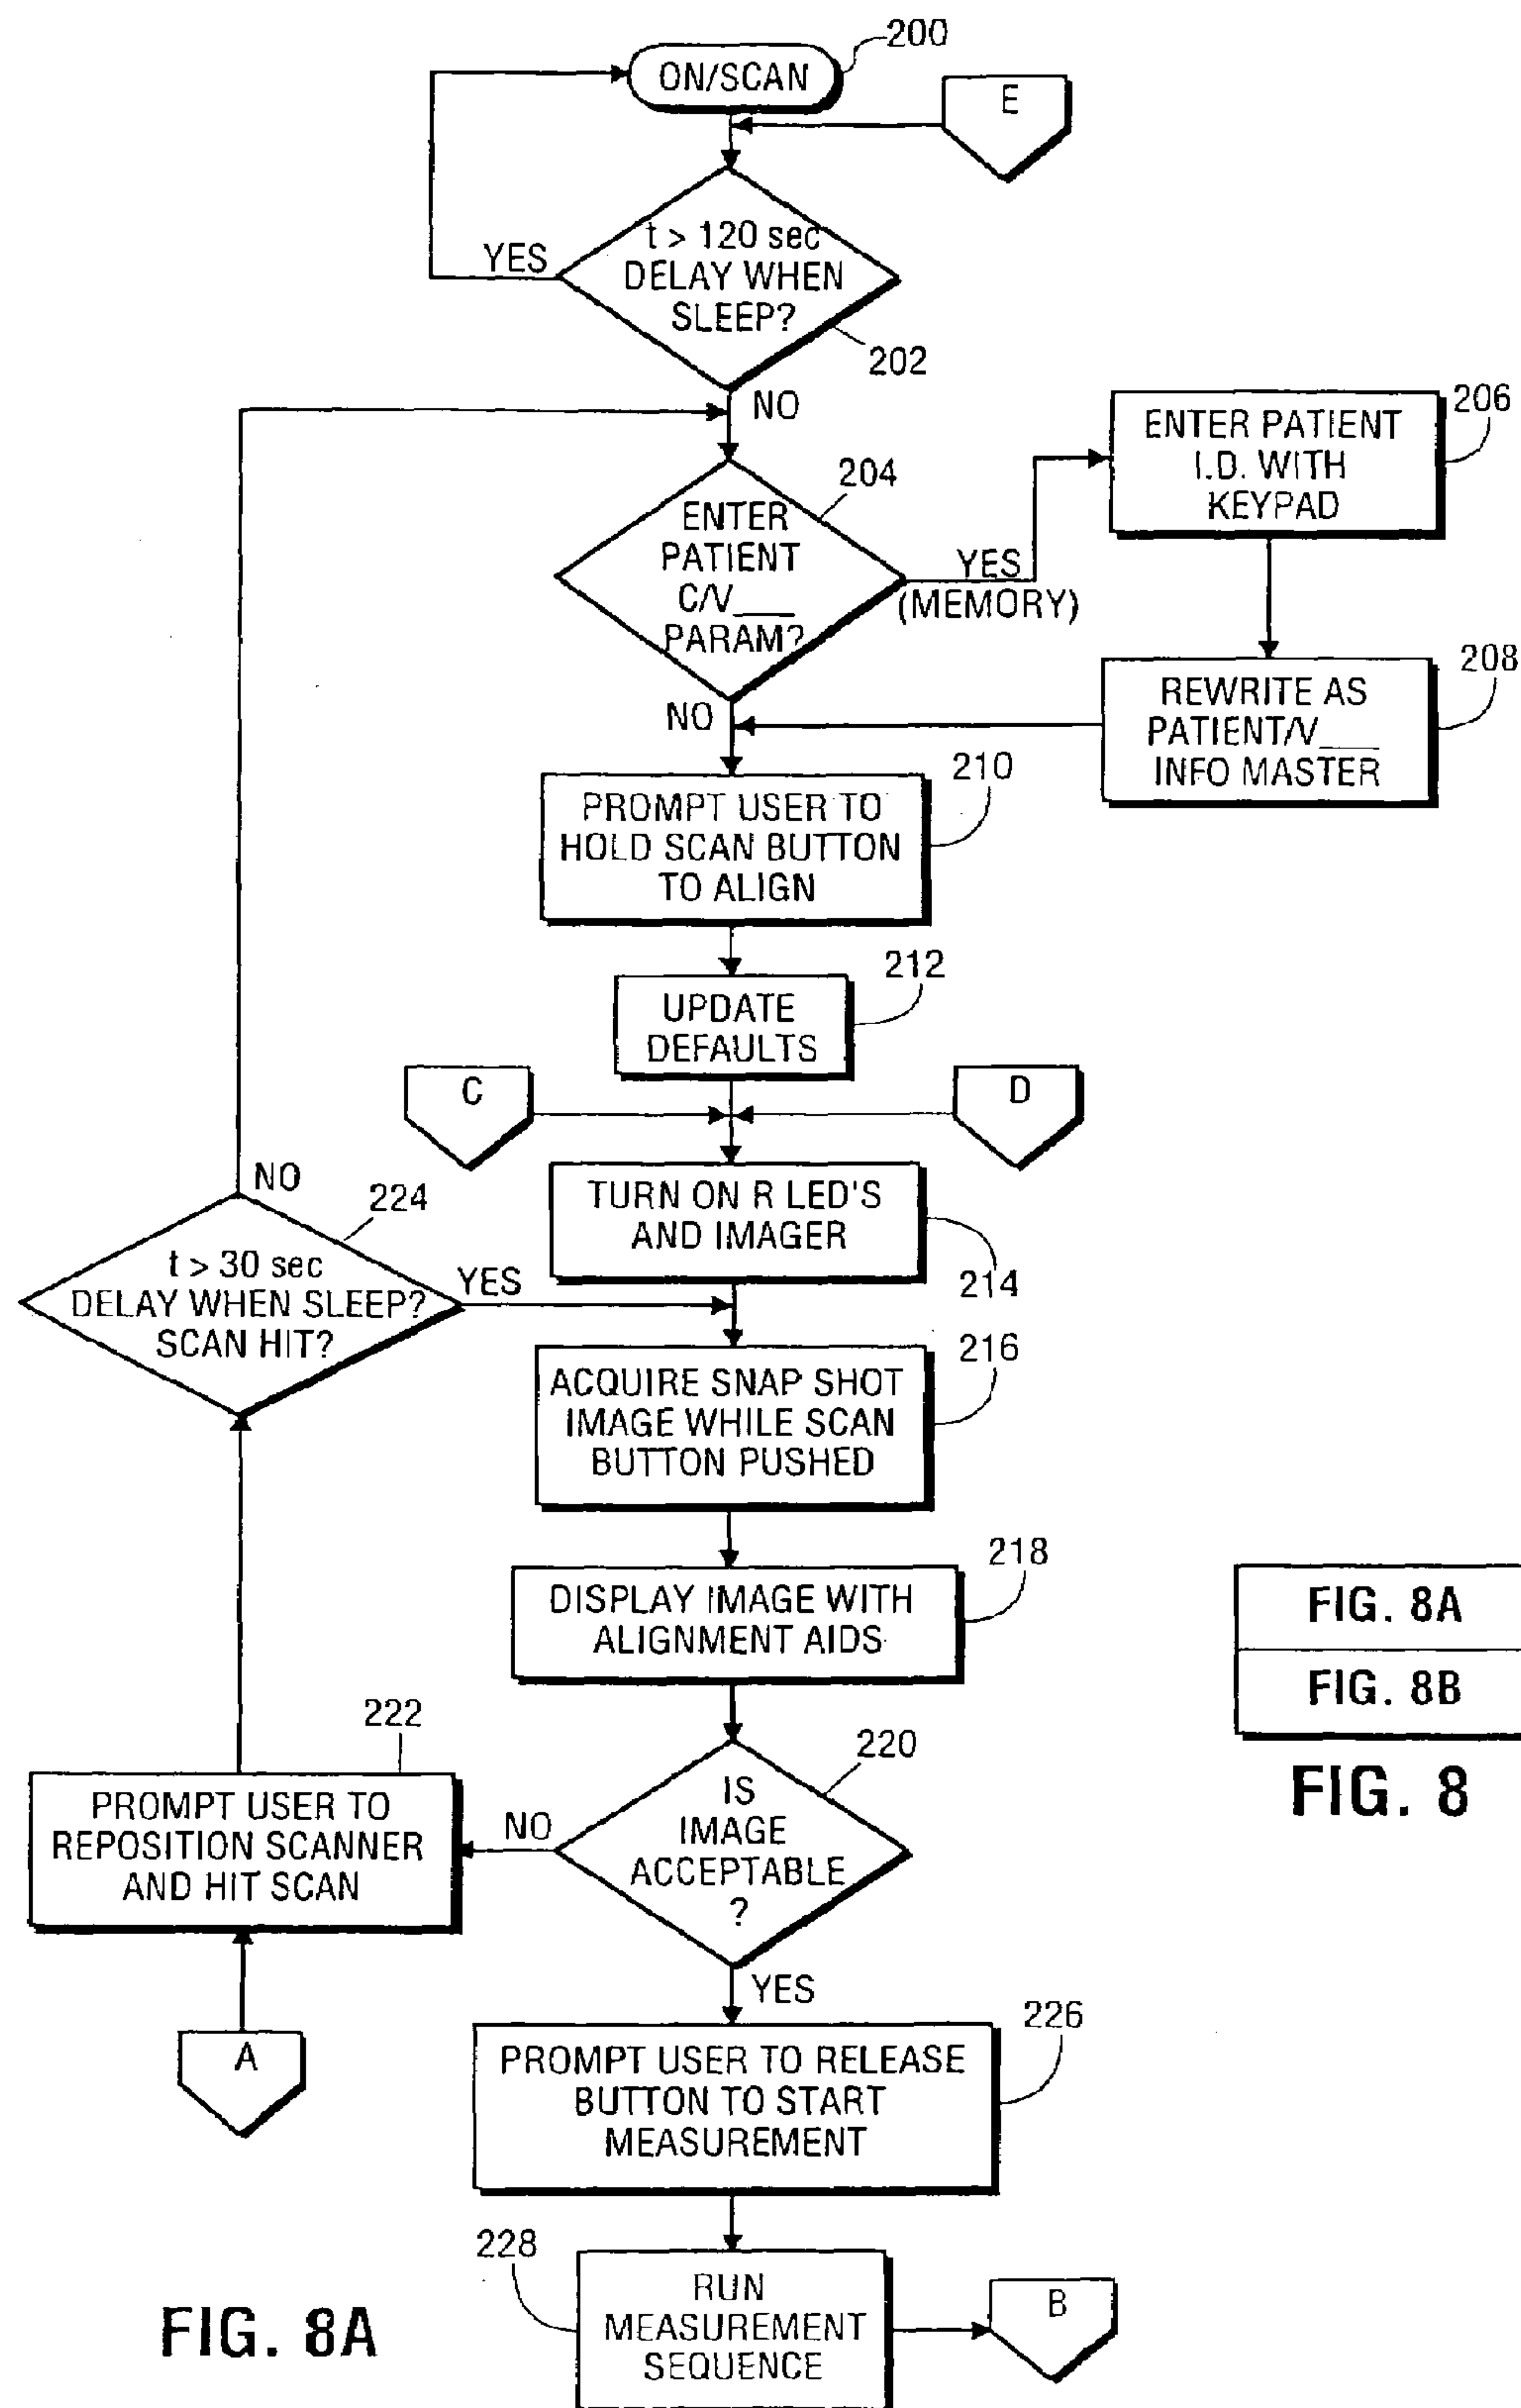 200
ON/SCAN
E
t > 120 sec
DELAY WHEN
SLEEP?
YES
202
NO
204
ENTER
PATIENT
C/V___
PARAM?
YES
(MEMORY)
206
ENTER PATIENT
I.D. WITH
KEYPAD
208
REWRITE AS
PATIENT/V___
INFO MASTER
NO
210
PROMPT USER TO
HOLD SCAN BUTTON
TO ALIGN
212
UPDATE
DEFAULTS
C
D
TURN ON R LED'S
AND IMAGER
214
NO
224
t > 30 sec
DELAY WHEN SLEEP?
SCAN HIT?
YES
216
ACQUIRE SNAP SHOT
IMAGE WHILE SCAN
BUTTON PUSHED
218
DISPLAY IMAGE WITH
ALIGNMENT AIDS
220
IS
IMAGE
ACCEPTABLE
?
NO
222
PROMPT USER TO
REPOSITION SCANNER
AND HIT SCAN
A
YES
226
PROMPT USER TO RELEASE
BUTTON TO START
MEASUREMENT
228
RUN
MEASUREMENT
SEQUENCE
B
FIG. 8A
FIG. 8B
FIG. 8
FIG. 8A